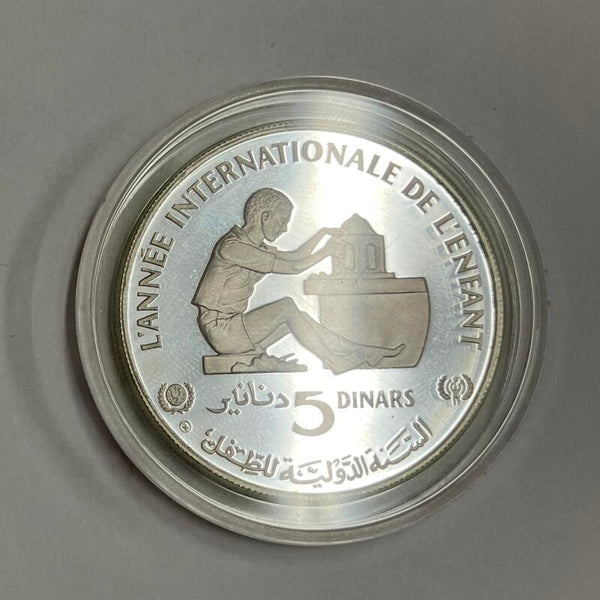 L'ANNÉE INTERNATIONALE DE L'ENFANT
دنانير 5 DINARS
السنة الدولية للطفل